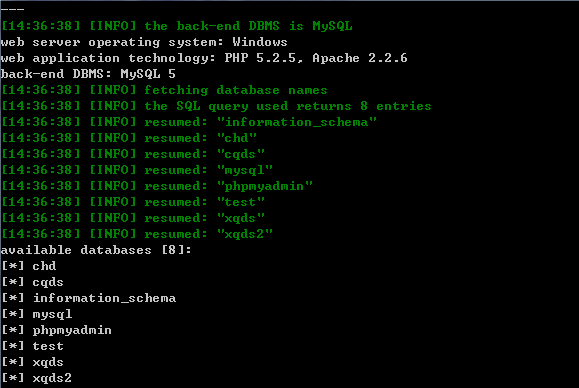 ---
[14:36:38] [INFO] the back-end DBMS is MySQL
web server operating system: Windows
web application technology: PHP 5.2.5, Apache 2.2.6
back-end DBMS: MySQL 5
[14:36:38] [INFO] fetching database names
[14:36:38] [INFO] the SQL query used returns 8 entries
[14:36:38] [INFO] resumed: "information_schema"
[14:36:38] [INFO] resumed: "chd"
[14:36:38] [INFO] resumed: "cqds"
[14:36:38] [INFO] resumed: "mysql"
[14:36:38] [INFO] resumed: "phpmyadmin"
[14:36:38] [INFO] resumed: "test"
[14:36:38] [INFO] resumed: "xqds"
[14:36:38] [INFO] resumed: "xqds2"
available databases [8]:
[*] chd
[*] cqds
[*] information_schema
[*] mysql
[*] phpmyadmin
[*] test
[*] xqds
[*] xqds2